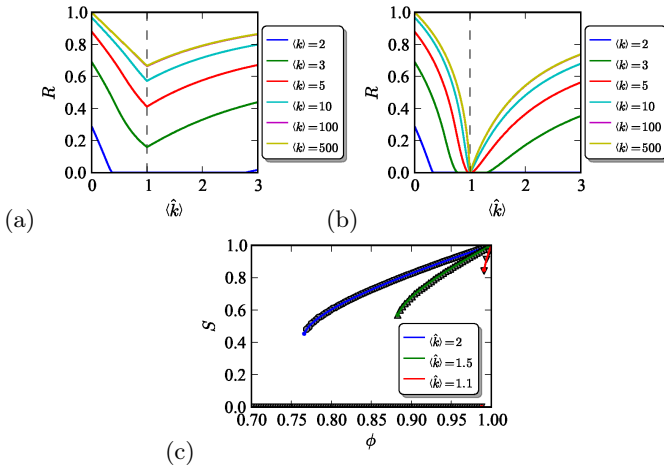 1.0
0.8
0.6
0.4
0.2
0.0
R
0 1 2 3
⟨k̂⟩
⟨k⟩=2
⟨k⟩=3
⟨k⟩=5
⟨k⟩=10
⟨k⟩=100
⟨k⟩=500
(a)
1.0
0.8
0.6
0.4
0.2
0.0
R
0 1 2 3
⟨k̂⟩
⟨k⟩=2
⟨k⟩=3
⟨k⟩=5
⟨k⟩=10
⟨k⟩=100
⟨k⟩=500
(b)
1.0
0.8
0.6
0.4
0.2
0.0
S
0.70 0.75 0.80 0.85 0.90 0.95 1.00
ϕ
⟨k̂⟩=2
⟨k̂⟩=1.5
⟨k̂⟩=1.1
(c)